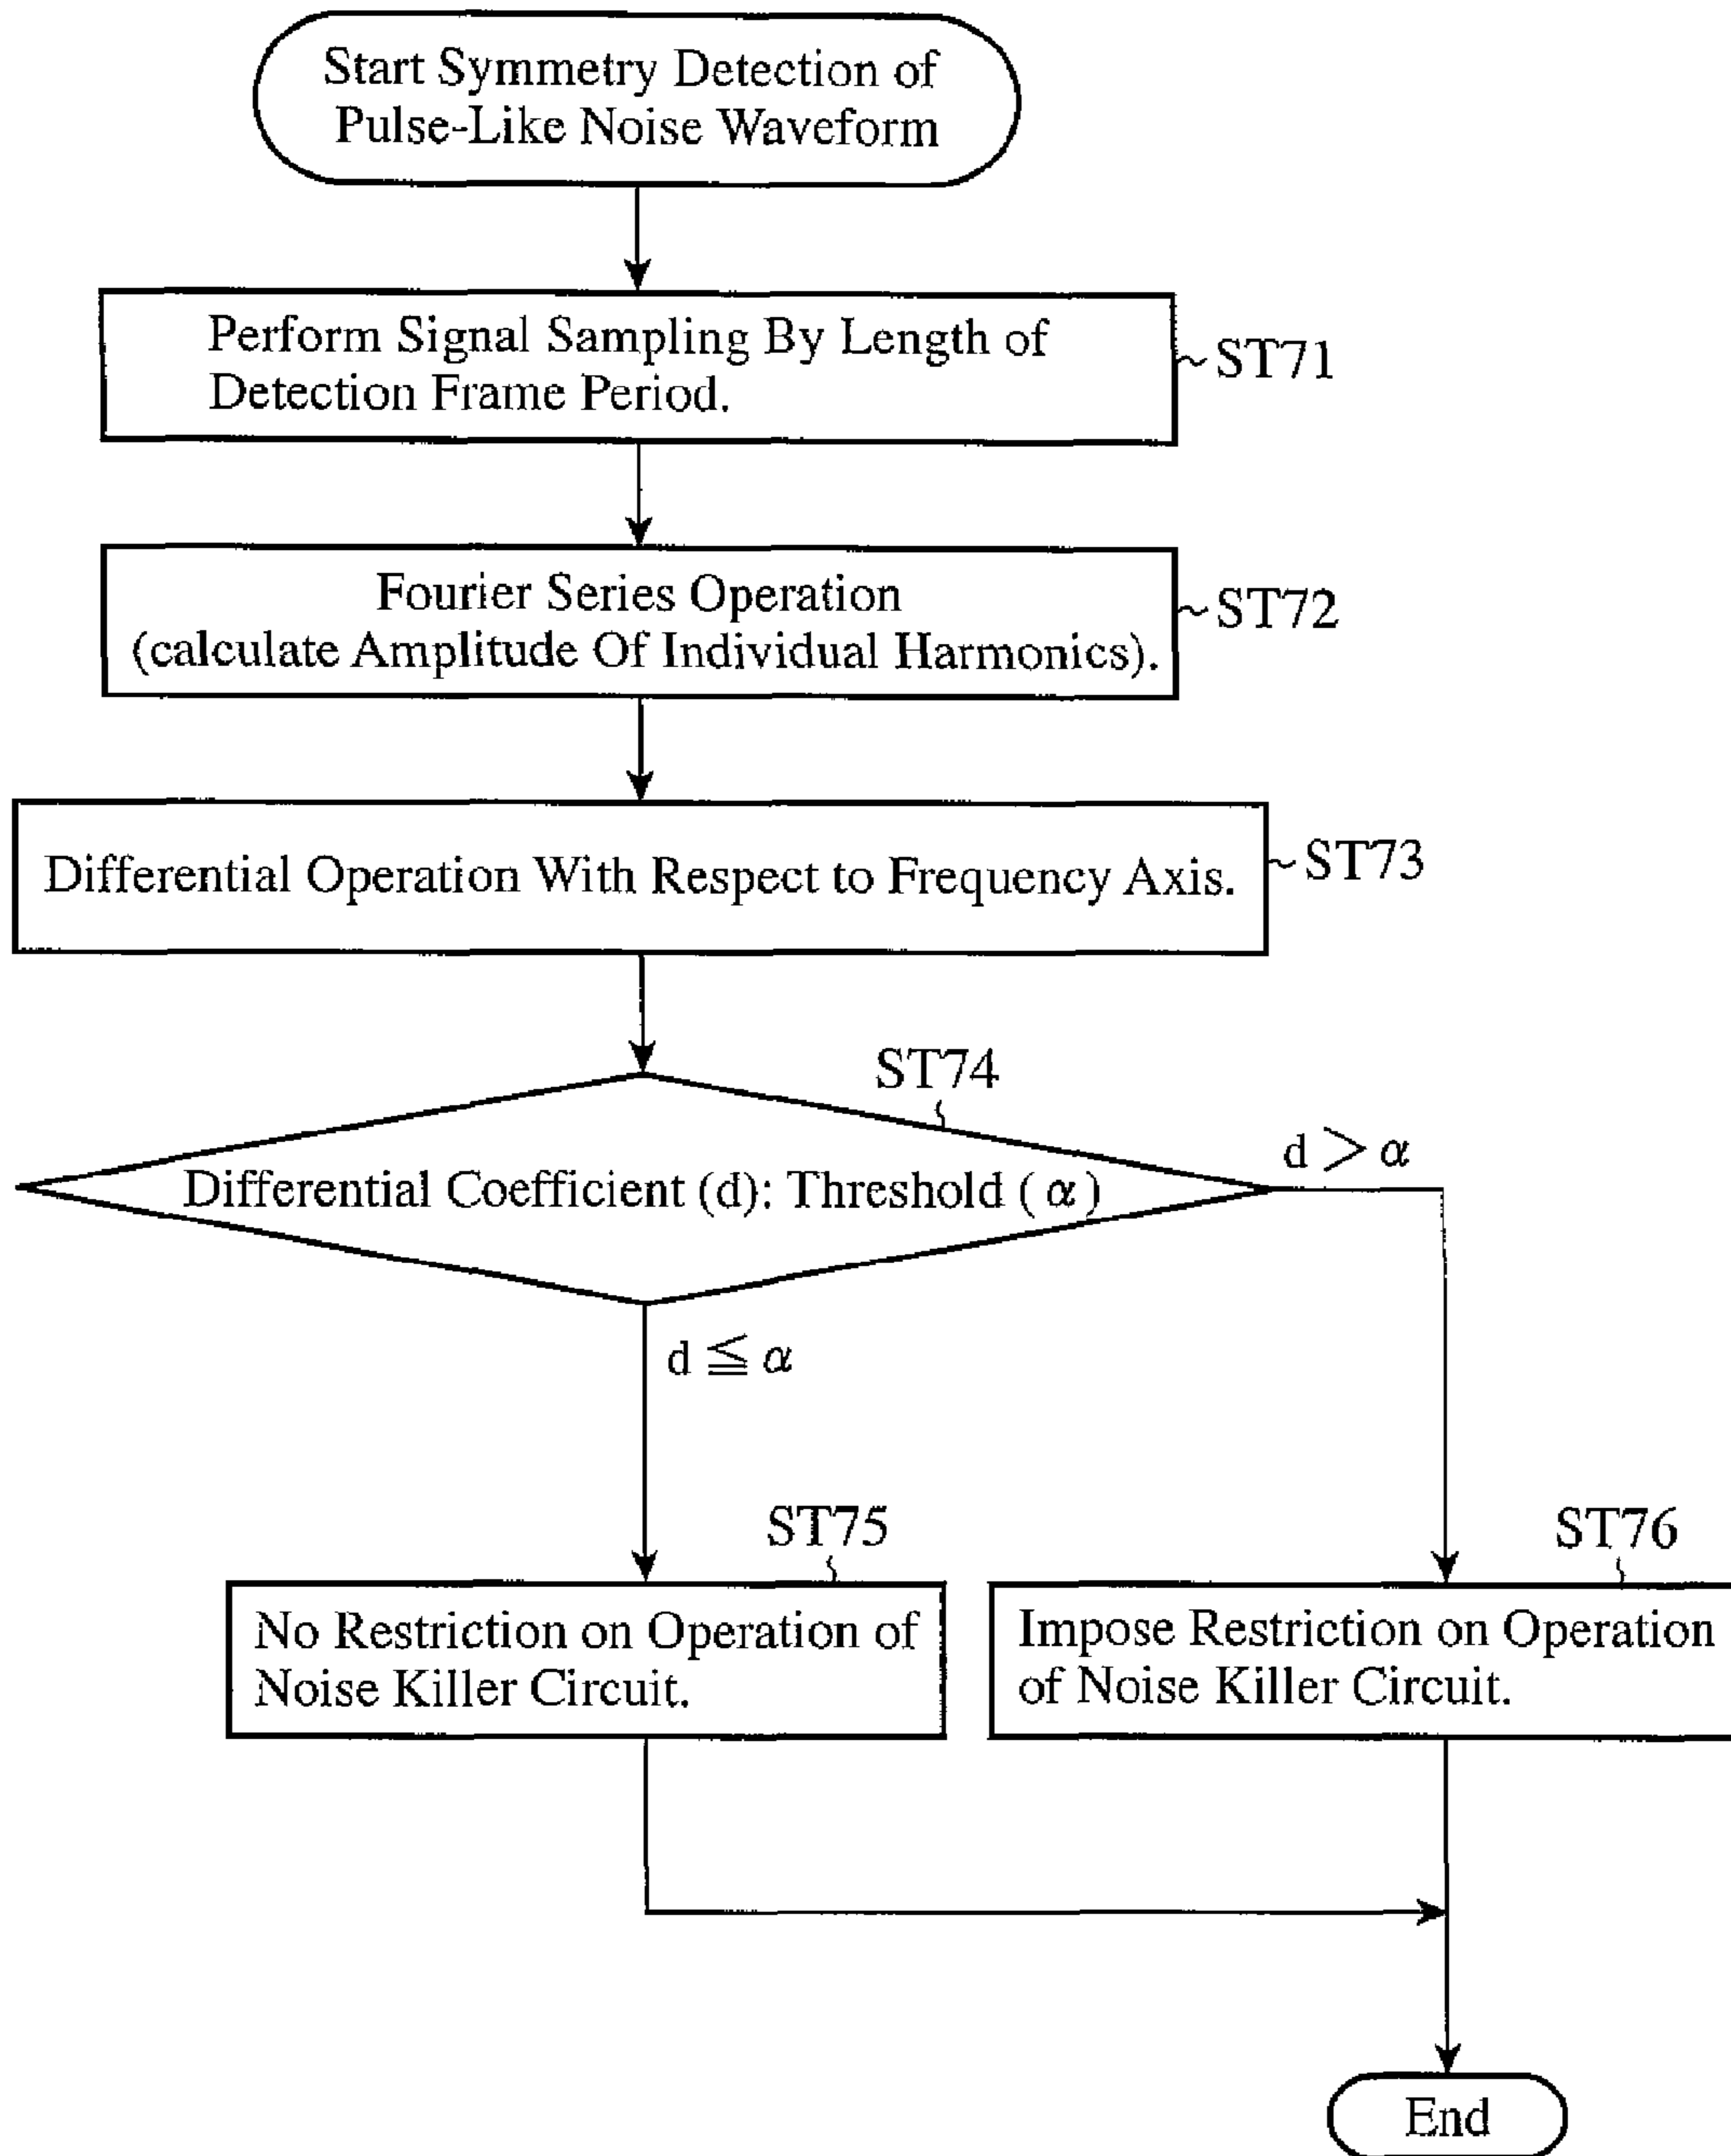 Start Symmetry Detection of
Pulse-Like Noise Waveform
Perform Signal Sampling By Length of
Detection Frame Period.
ST71
Fourier Series Operation
(calculate Amplitude Of Individual Harmonics).
ST72
Differential Operation With Respect to Frequency Axis.
ST73
ST74
Differential Coefficient (d): Threshold ( α )
d > α
d ≦ α
ST75
No Restriction on Operation of
Noise Killer Circuit.
ST76
Impose Restriction on Operation
of Noise Killer Circuit.
End